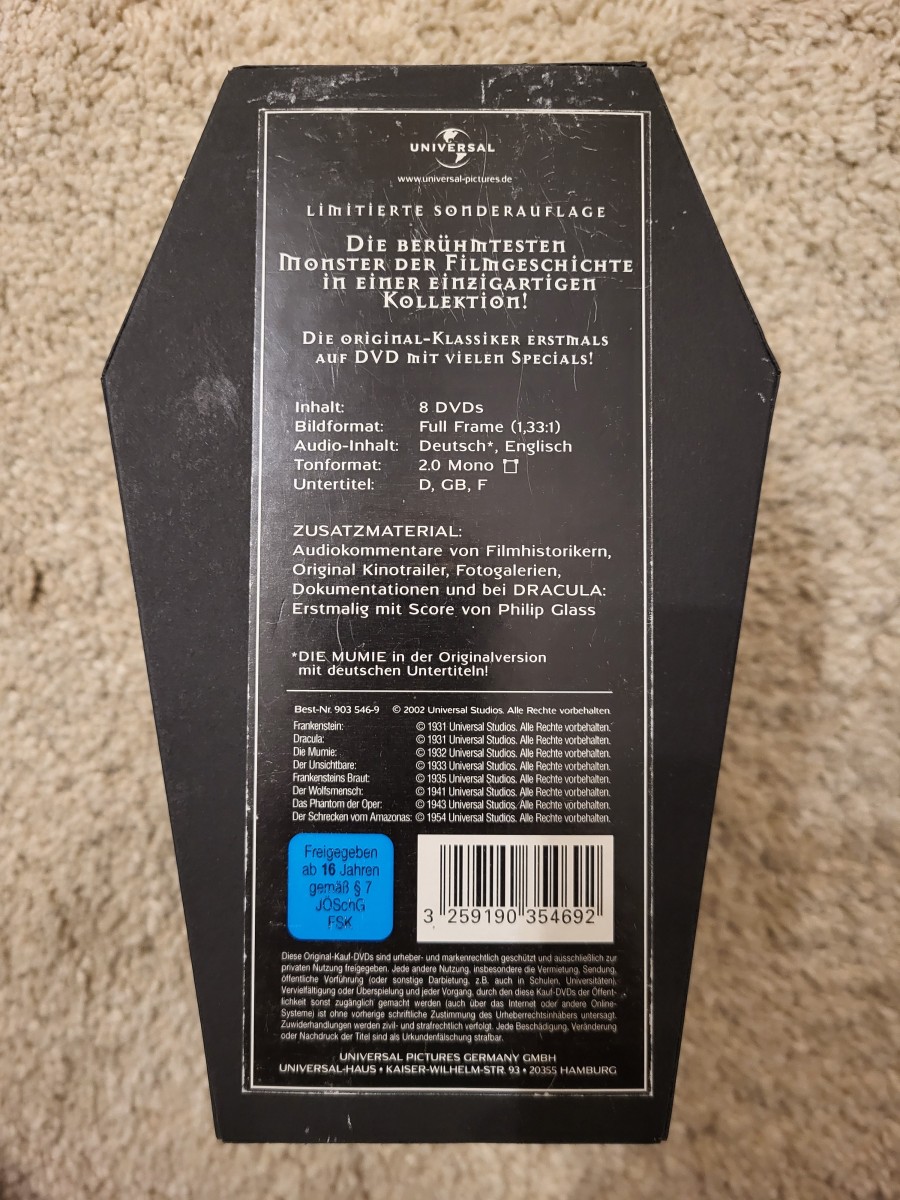 UNIVERSAL
www.universal-pictures.de
LIMITIERTE SONDERAUFLAGE
DIE BERÜHMTESTEN
MONSTER DER FILMGESCHICHTE
IN EINER EINZIGARTIGEN
KOLLEKTION!
DIE ORIGINAL-KLASSIKER ERSTMALS
AUF DVD MIT VIELEN SPECIALS!
Inhalt: 8 DVDs
Bildformat: Full Frame (1,33:1)
Audio-Inhalt: Deutsch*, Englisch
Tonformat: 2.0 Mono
Untertitel: D, GB, F
ZUSATZMATERIAL:
Audiokommentare von Filmhistorikern,
Original Kinotrailer, Fotogalerien,
Dokumentationen und bei DRACULA:
Erstmalig mit Score von Philip Glass
*DIE MUMIE in der Originalversion
mit deutschen Untertiteln!
Best-Nr. 903 546-9 © 2002 Universal Studios. Alle Rechte vorbehalten.
Frankenstein: © 1931 Universal Studios. Alle Rechte vorbehalten.
Dracula: © 1931 Universal Studios. Alle Rechte vorbehalten.
Die Mumie: © 1932 Universal Studios. Alle Rechte vorbehalten.
Der Unsichtbare: © 1933 Universal Studios. Alle Rechte vorbehalten.
Frankensteins Braut: © 1935 Universal Studios. Alle Rechte vorbehalten.
Der Wolfsmensch: © 1941 Universal Studios. Alle Rechte vorbehalten.
Das Phantom der Oper: © 1943 Universal Studios. Alle Rechte vorbehalten.
Der Schrecken vom Amazonas: © 1954 Universal Studios. Alle Rechte vorbehalten.
Freigegeben
ab 16 Jahren
gemäß § 7
JÖSchG
FSK
3 259190 354692
Diese Original-Kauf-DVDs sind urheber- und markenrechtlich geschützt und ausschließlich zur
privaten Nutzung freigegeben. Jede andere Nutzung, insbesondere die Vermietung, Sendung,
öffentliche Vorführung (oder sonstige Darbietung, z.B. auch in Schulen, Universitäten),
Vervielfältigung oder Überspielung und jeder Vorgang, durch den diese Kauf-DVDs der Öffent-
lichkeit sonst zugänglich gemacht werden (auch über das Internet oder andere Online-
Systeme) ist ohne vorherige schriftliche Zustimmung des Urheberrechtsinhabers untersagt.
Zuwiderhandlungen werden zivil- und strafrechtlich verfolgt. Jede Beschädigung, Veränderung
oder Nachdruck der Titel sind als Urkundenfälschung strafbar.
UNIVERSAL PICTURES GERMANY GMBH
UNIVERSAL-HAUS • KAISER-WILHELM-STR. 93 • 20355 HAMBURG